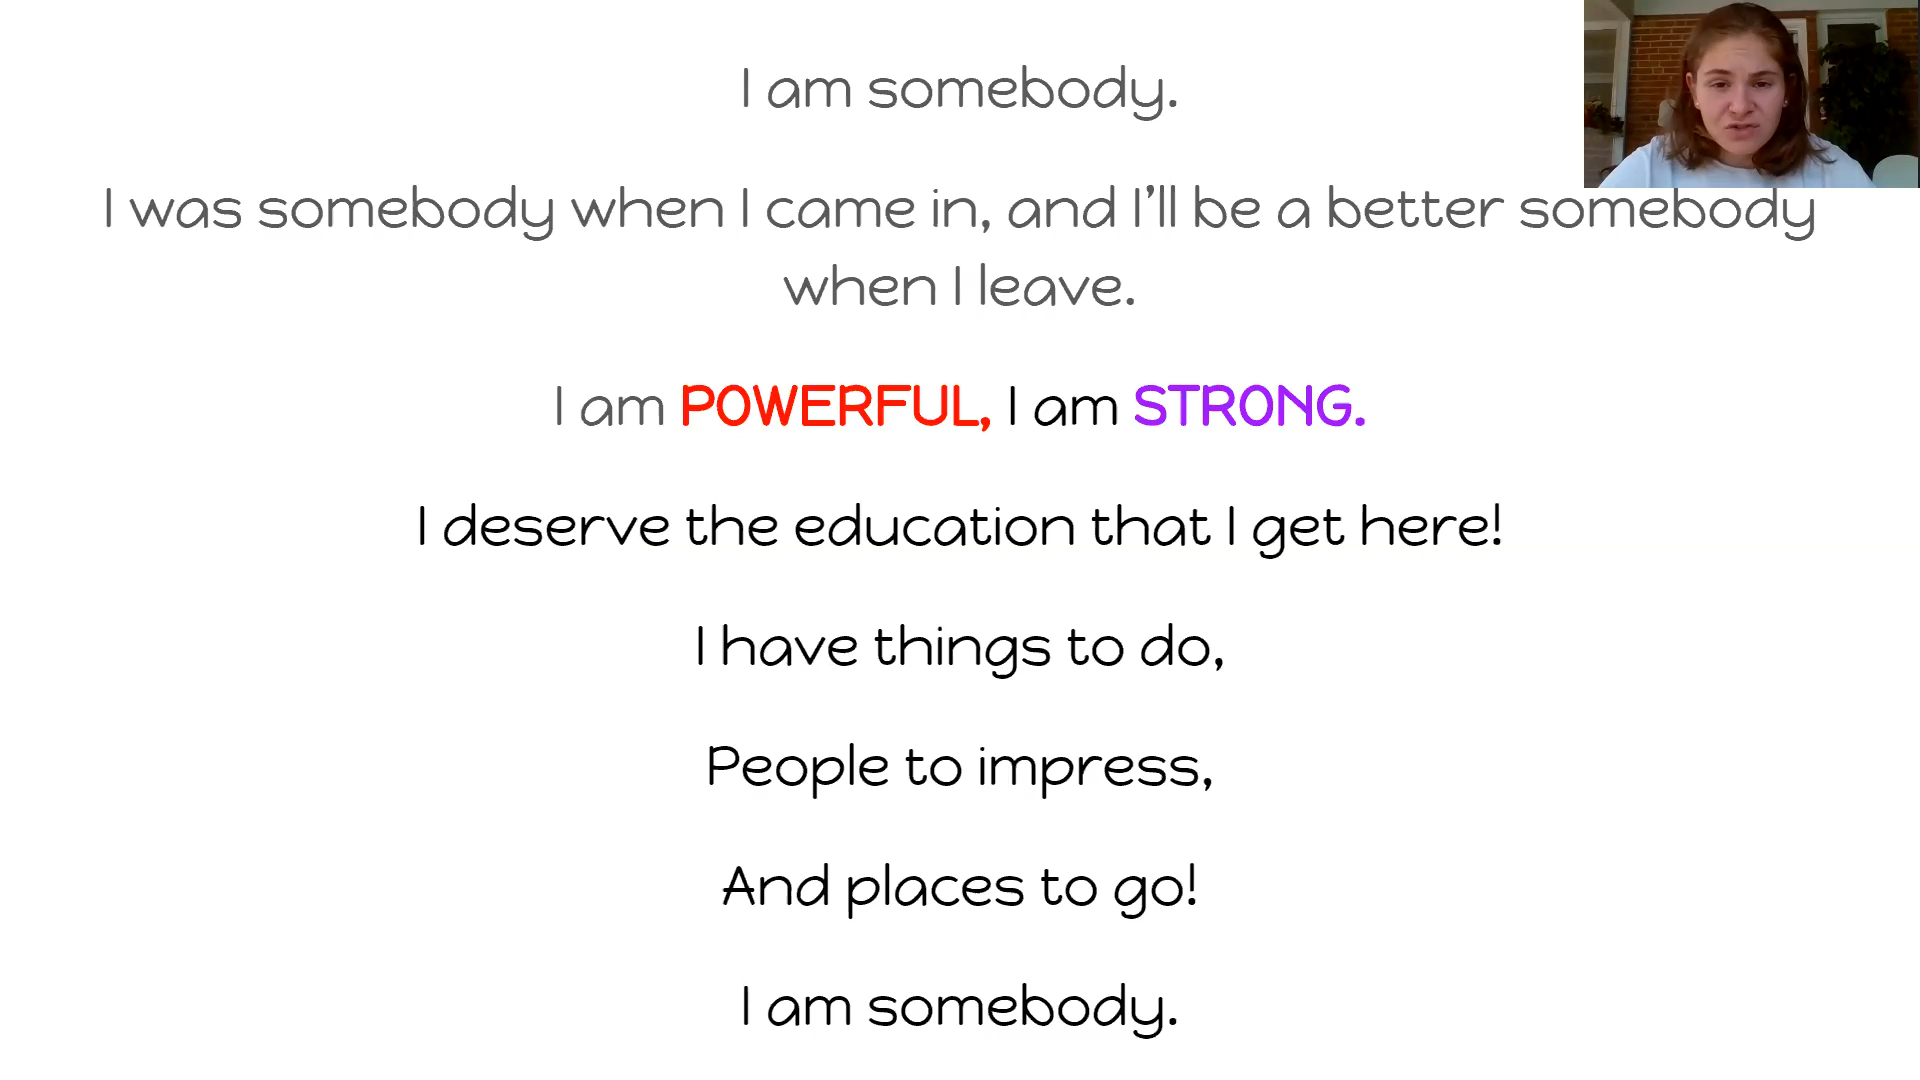 I am somebody.
I was somebody when I came in, and I'll be a better somebody
when I leave.
I am POWERFUL, I am STRONG.
I deserve the education that I get here!
I have things to do,
People to impress,
And places to go!
I am somebody.